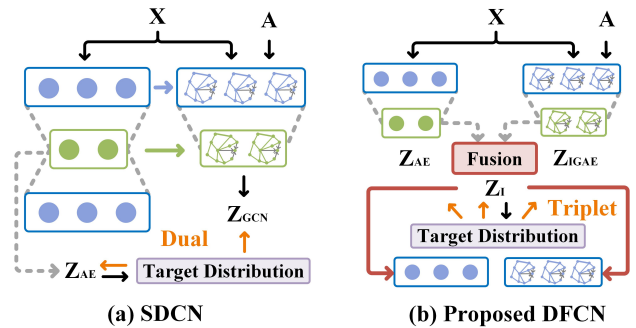 X
A
Z_GCN
Dual
Z_AE
Target Distribution
(a) SDCN
X
A
Z_AE
Fusion
Z_IGAE
Z_I
Triplet
Target Distribution
(b) Proposed DFCN